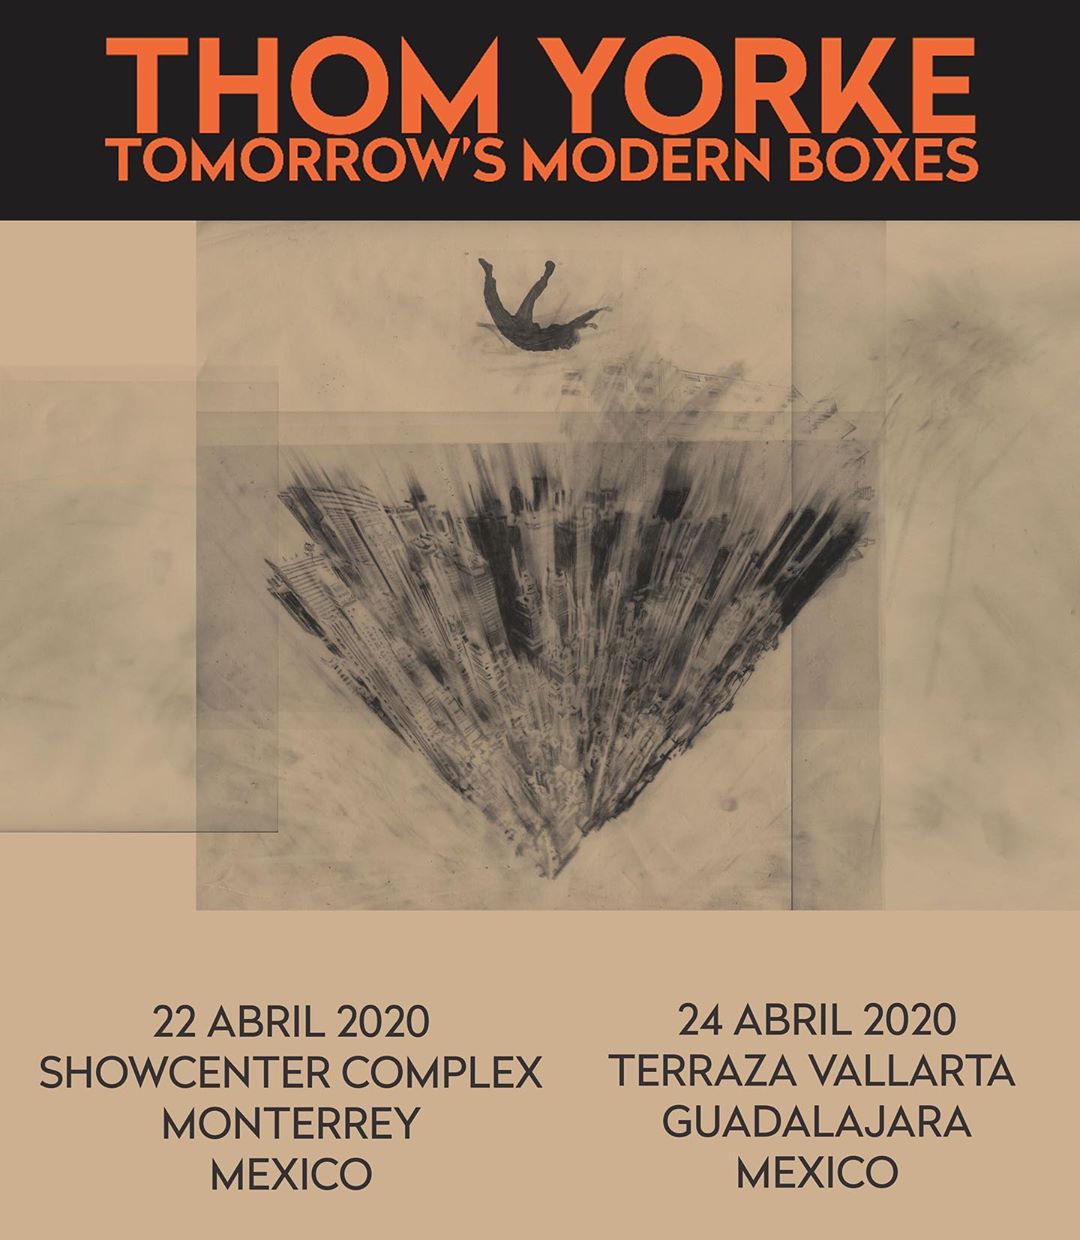 THOM YORKE
TOMORROW'S MODERN BOXES
22 ABRIL 2020
SHOWCENTER COMPLEX
MONTERREY
MEXICO
24 ABRIL 2020
TERRAZA VALLARTA
GUADALAJARA
MEXICO